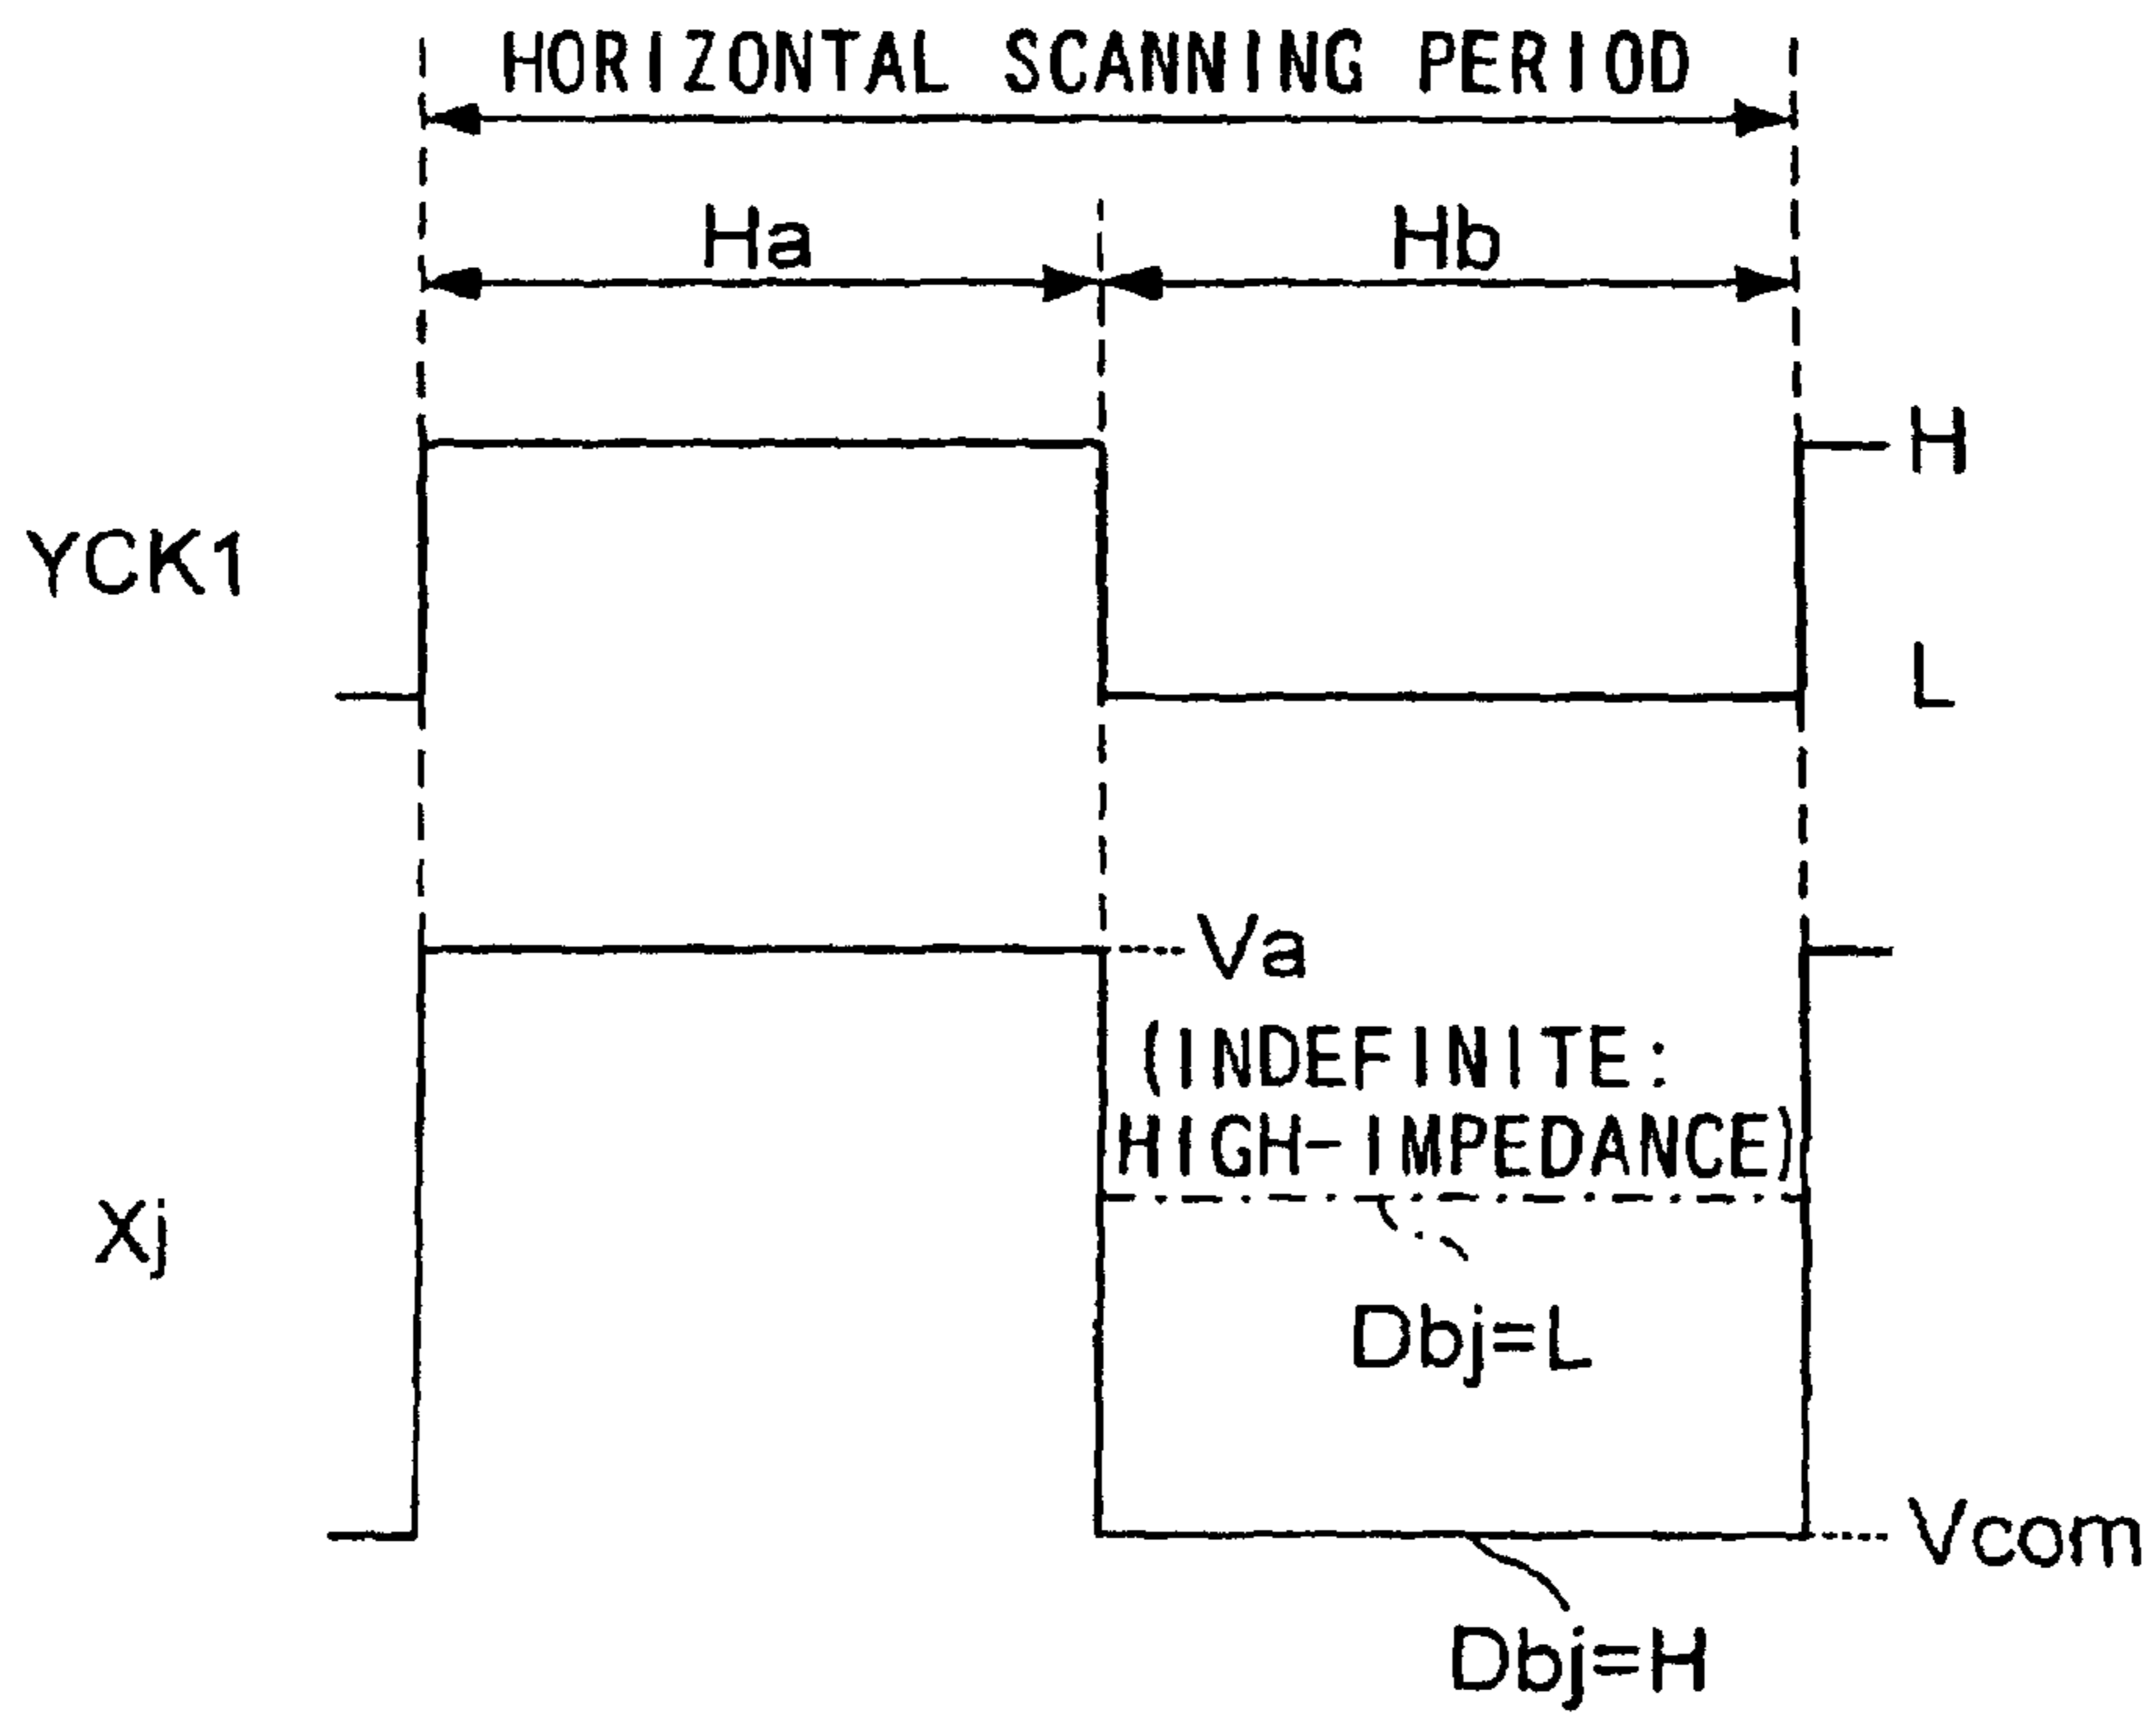 HORIZONTAL SCANNING PERIOD
Ha
Hb
H
YCK1
L
Va
(INDEFINITE:
HIGH-IMPEDANCE)
Xj
Dbj=L
Vcom
Dbj=H